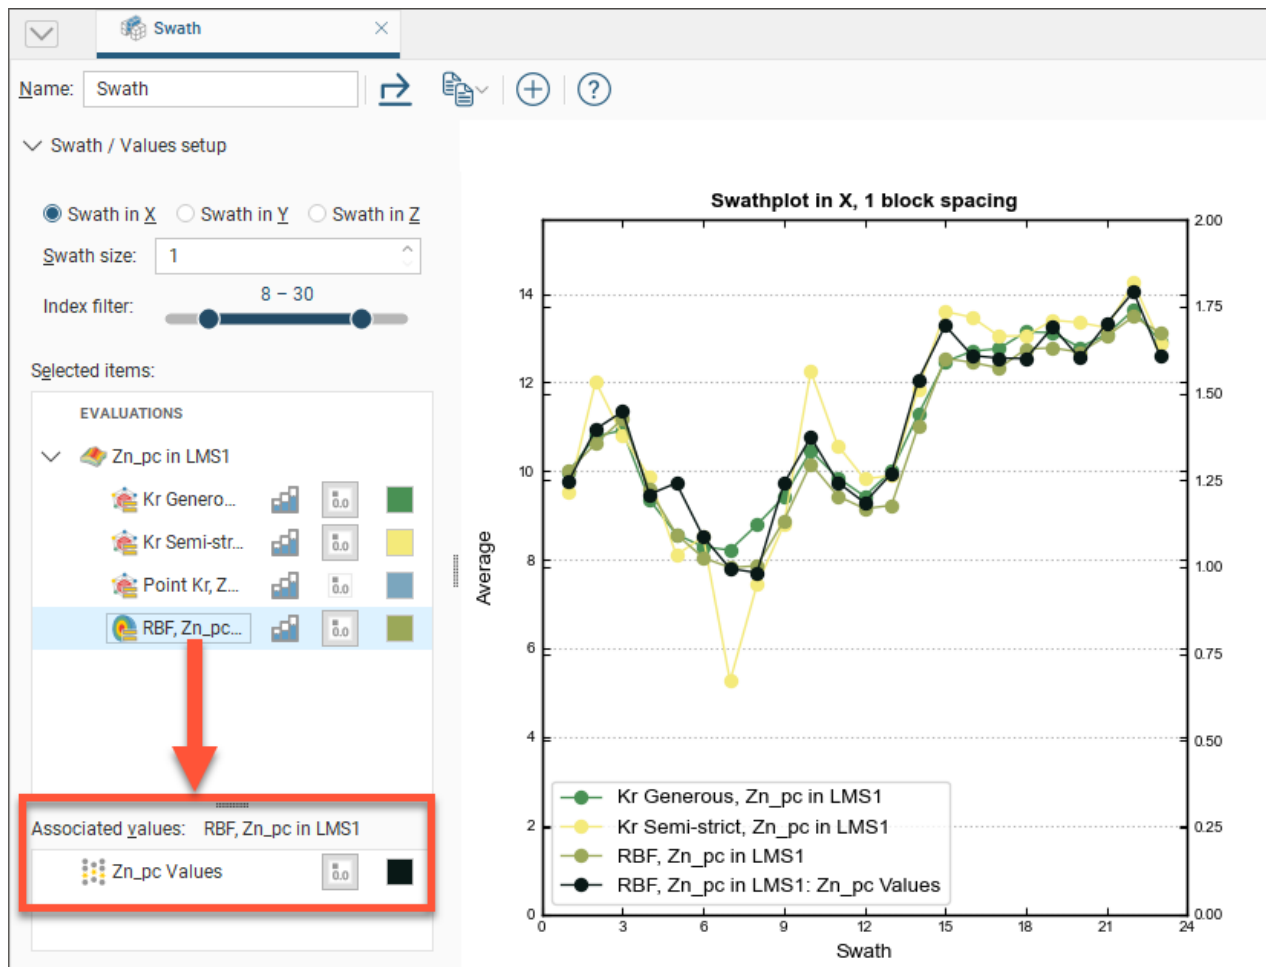 Swath
Name: Swath
Swath / Values setup
Swath in X Swath in Y Swath in Z
Swath size: 1
Index filter: 8 – 30
Selected items:
EVALUATIONS
Zn_pc in LMS1
Kr Genero... 0.0
Kr Semi-str... 0.0
Point Kr, Z... 0.0
RBF, Zn_pc... 0.0
Associated values: RBF, Zn_pc in LMS1
Zn_pc Values 0.0
Swathplot in X, 1 block spacing
2.00
14 1.75
12 1.50
10 1.25
8 1.00
6 0.75
4 0.50
2 0.25
0 0.00
Average
Kr Generous, Zn_pc in LMS1
Kr Semi-strict, Zn_pc in LMS1
RBF, Zn_pc in LMS1
RBF, Zn_pc in LMS1: Zn_pc Values
0 3 6 9 12 15 18 21 24
Swath